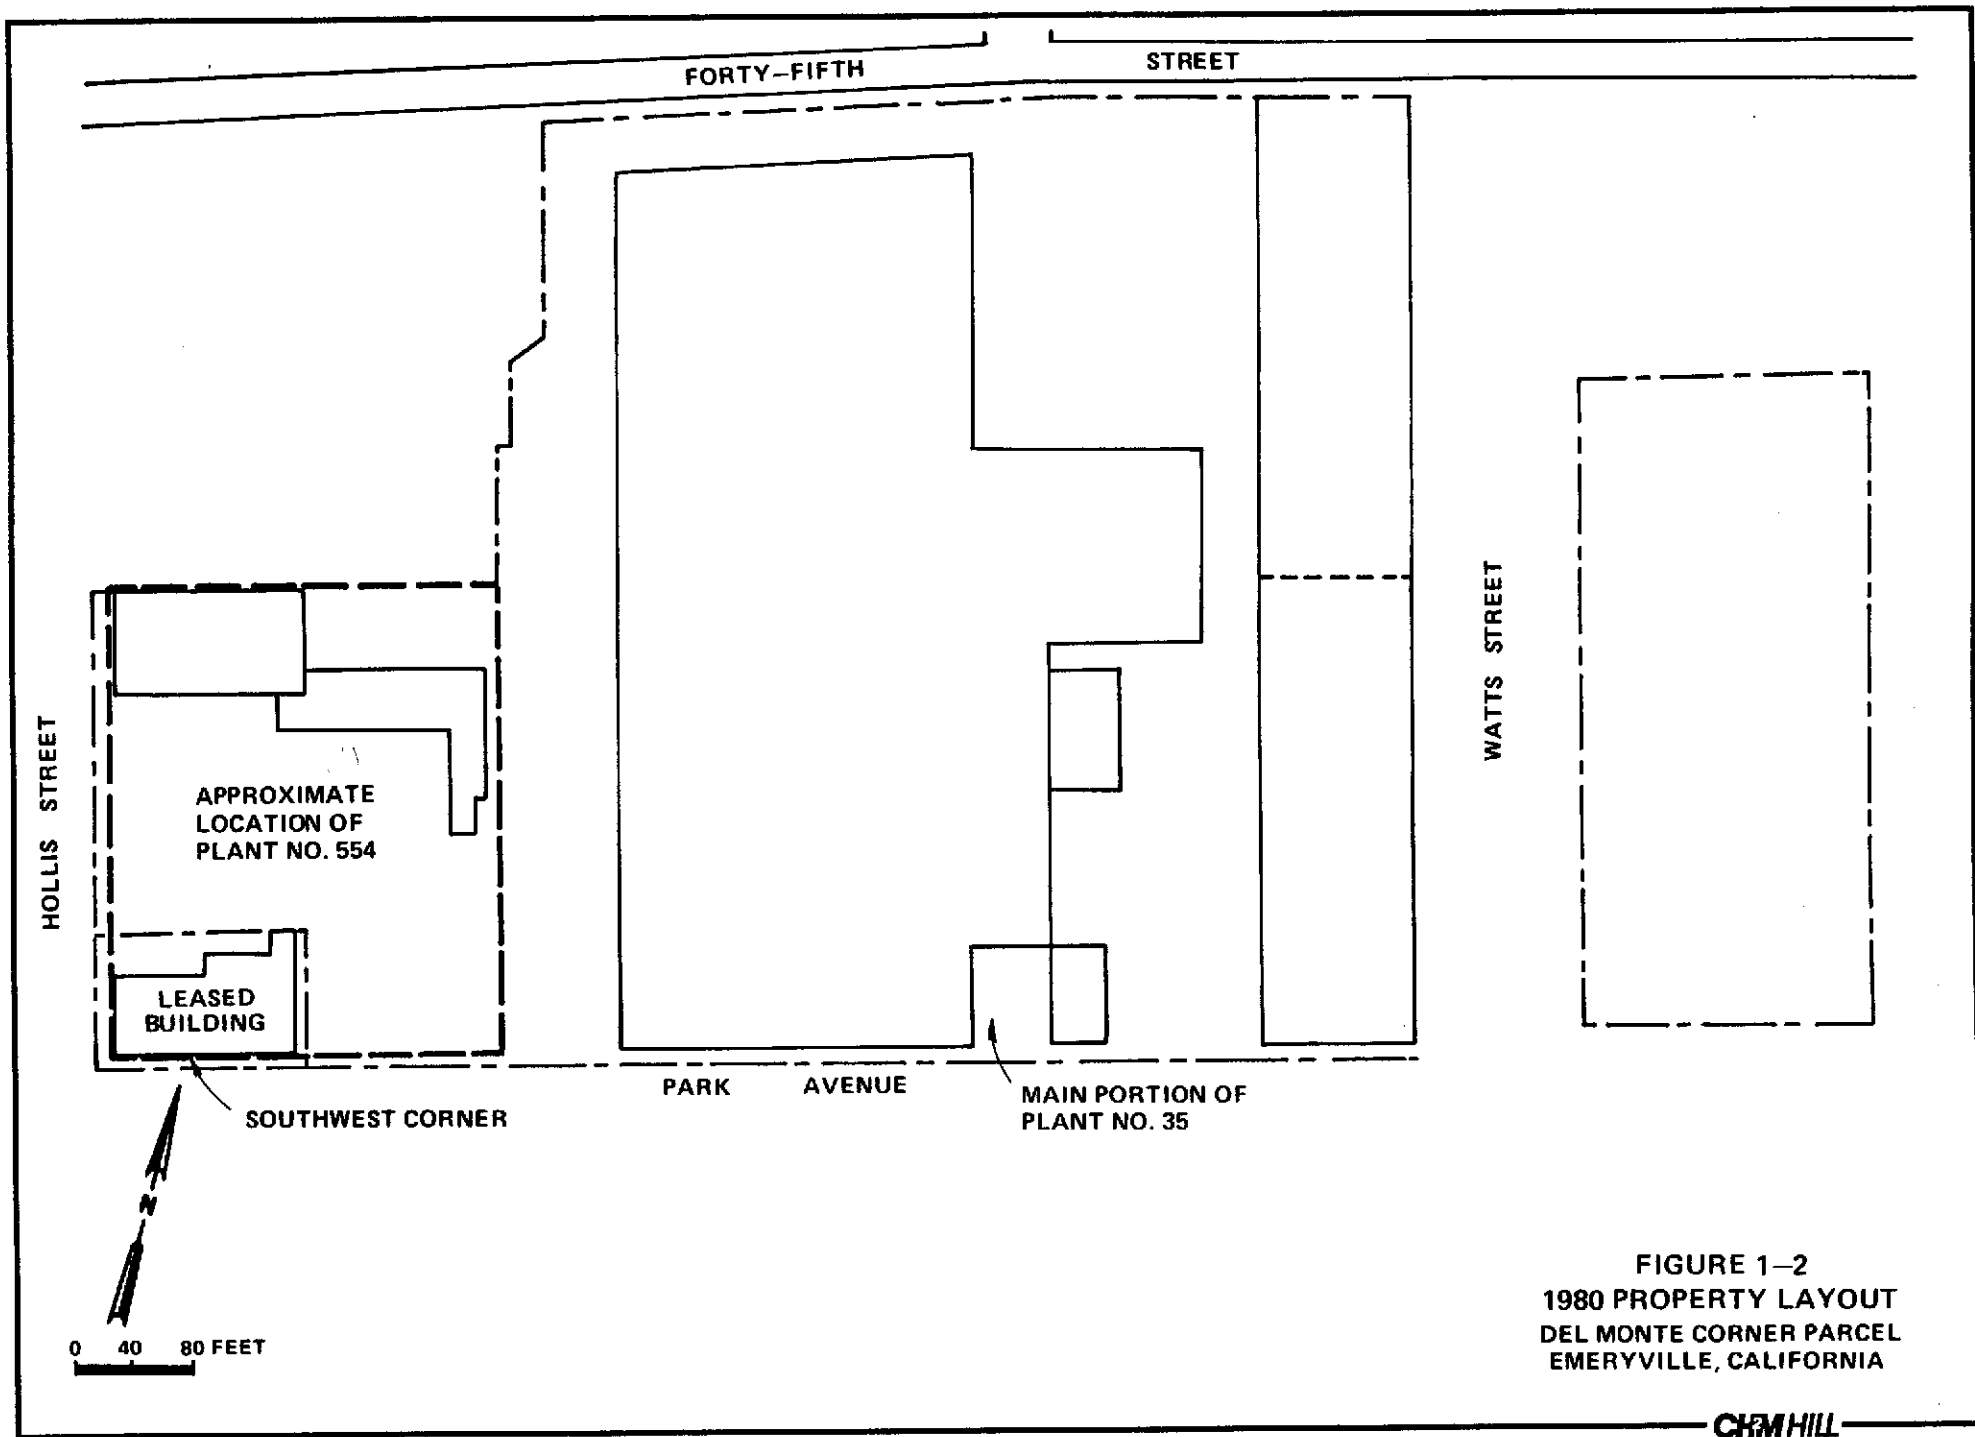 FORTY-FIFTH STREET
WATTS STREET
HOLLIS STREET
APPROXIMATE
LOCATION OF
PLANT NO. 554
LEASED
BUILDING
PARK AVENUE
SOUTHWEST CORNER
MAIN PORTION OF
PLANT NO. 35
N
0 40 80 FEET
FIGURE 1-2
1980 PROPERTY LAYOUT
DEL MONTE CORNER PARCEL
EMERYVILLE, CALIFORNIA
CH2M HILL